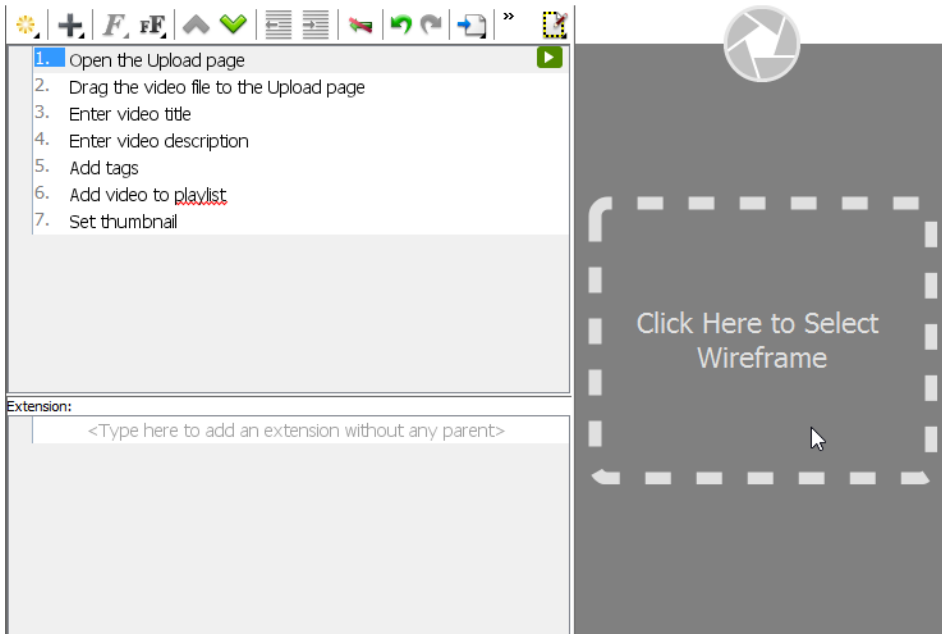 F FF »
1. Open the Upload page
2. Drag the video file to the Upload page
3. Enter video title
4. Enter video description
5. Add tags
6. Add video to playlist
7. Set thumbnail
Extension:
<Type here to add an extension without any parent>
Click Here to Select
Wireframe